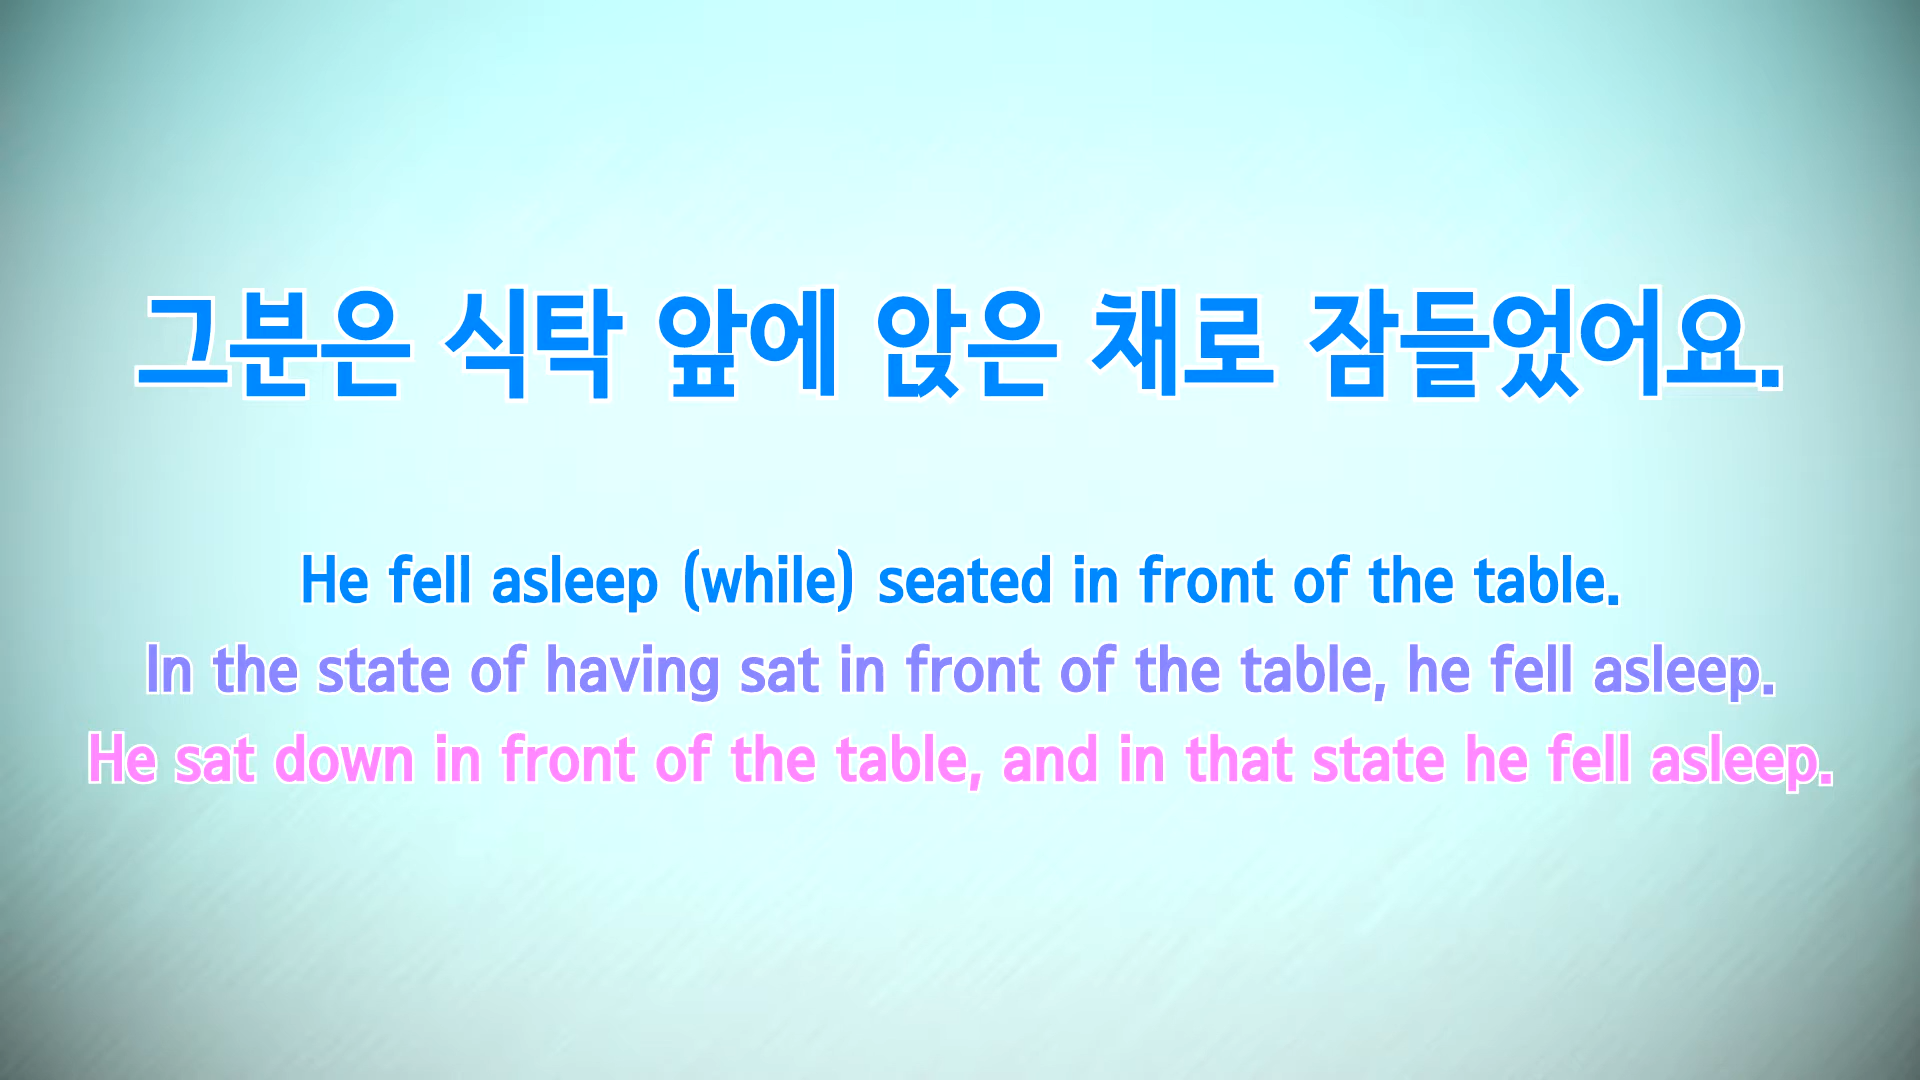 그분은 식탁 앞에 앉은 채로 잠들었어요.
He fell asleep (while) seated in front of the table.
In the state of having sat in front of the table, he fell asleep.
He sat down in front of the table, and in that state he fell asleep.